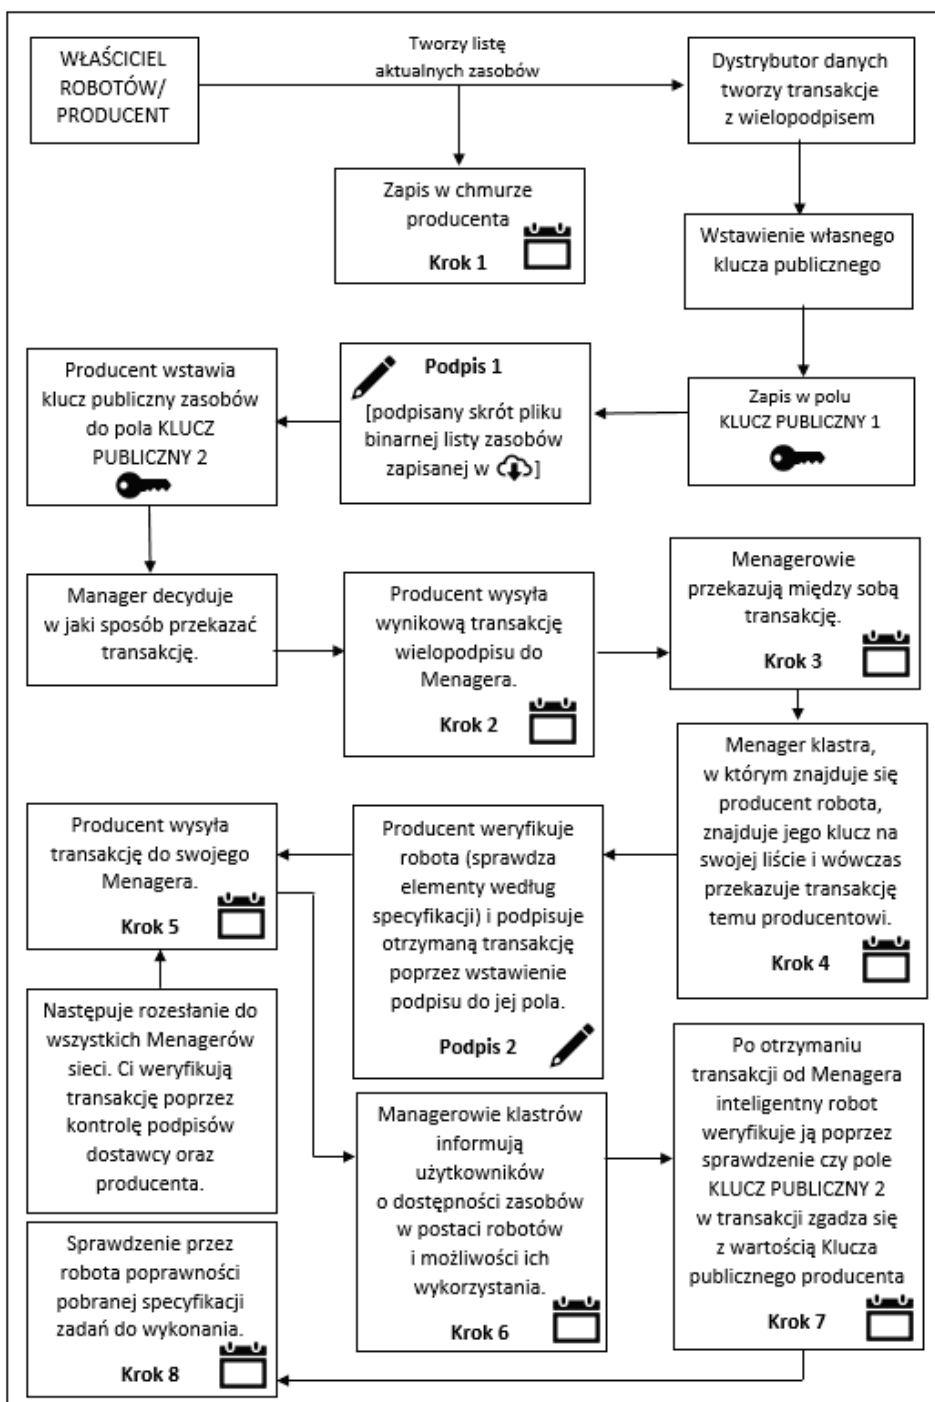 WŁAŚCICIEL
ROBOTÓW/
PRODUCENT
Tworzy listę
aktualnych zasobów
Dystrybutor danych
tworzy transakcje
z wielopodpisem
Zapis w chmurze
producenta
Krok 1
Wstawienie własnego
klucza publicznego
Zapis w polu
KLUCZ PUBLICZNY 1
Podpis 1
[podpisany skrót pliku
binarnej listy zasobów
zapisanej w ]
Producent wstawia
klucz publiczny zasobów
do pola KLUCZ
PUBLICZNY 2
Manager decyduje
w jaki sposób przekazać
transakcję.
Producent wysyła
wynikową transakcję
wielopodpisu do
Menagera.
Krok 2
Menagerowie
przekazują między sobą
transakcję.
Krok 3
Menager klastra,
w którym znajduje się
producent robota,
znajduje jego klucz na
swojej liście i wówczas
przekazuje transakcję
temu producentowi.
Krok 4
Producent weryfikuje
robota (sprawdza
elementy według
specyfikacji) i podpisuje
otrzymaną transakcję
poprzez wstawienie
podpisu do jej pola.
Podpis 2
Producent wysyła
transakcję do swojego
Menagera.
Krok 5
Następuje rozesłanie do
wszystkich Menagerów
sieci. Ci weryfikują
transakcję poprzez
kontrolę podpisów
dostawcy oraz
producenta.
Managerowie klastrów
informują
użytkowników
o dostępności zasobów
w postaci robotów
i możliwości ich
wykorzystania.
Krok 6
Po otrzymaniu
transakcji od Menagera
inteligentny robot
weryfikuje ją poprzez
sprawdzenie czy pole
KLUCZ PUBLICZNY 2
w transakcji zgadza się
z wartością Klucza
publicznego producenta
Krok 7
Sprawdzenie przez
robota poprawności
pobranej specyfikacji
zadań do wykonania.
Krok 8